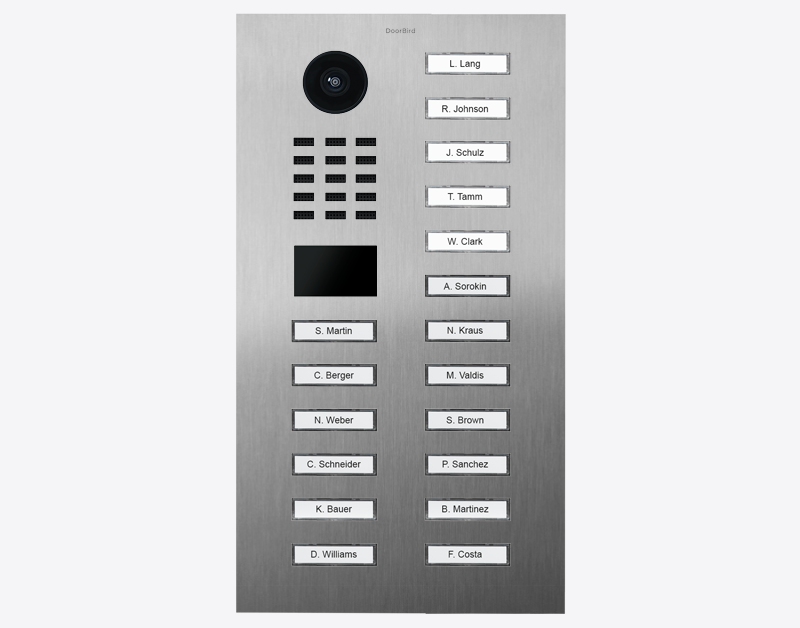 DoorBird
L. Lang
R. Johnson
J. Schulz
T. Tamm
W. Clark
A. Sorokin
S. Martin
N. Kraus
C. Berger
M. Valdis
N. Weber
S. Brown
C. Schneider
P. Sanchez
K. Bauer
B. Martinez
D. Williams
F. Costa